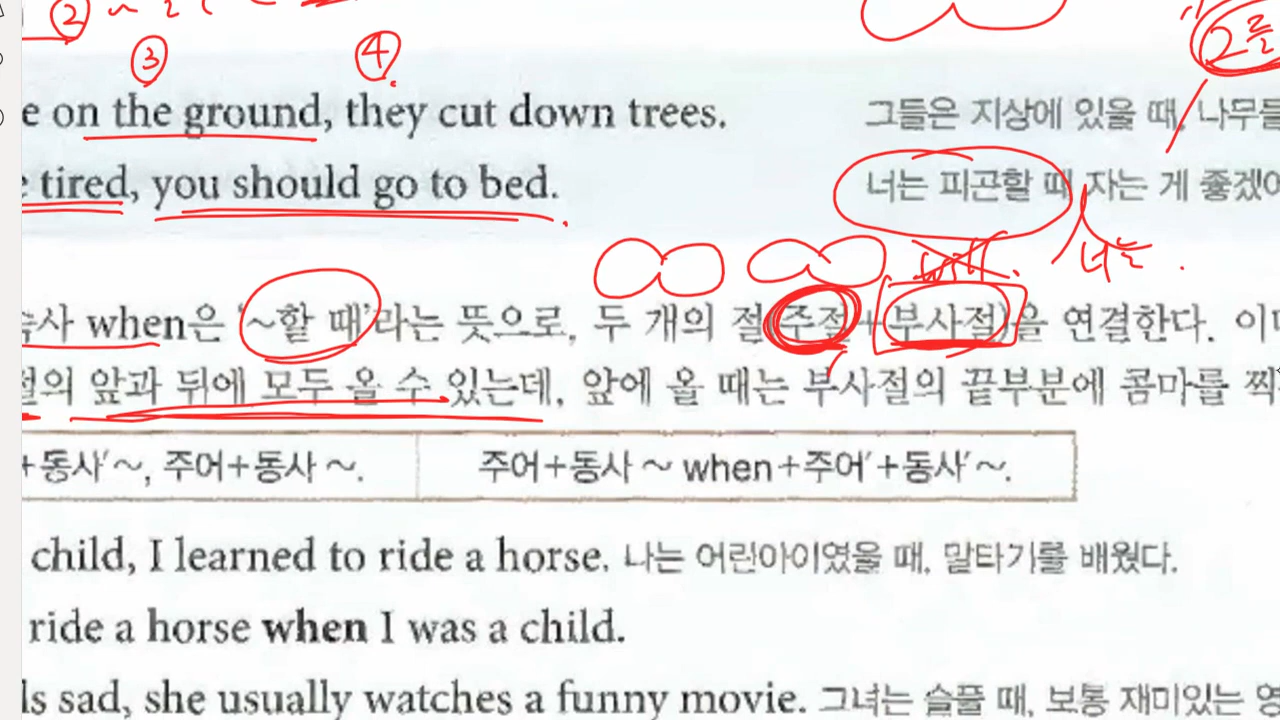 ② 
③ ④
e on the ground, they cut down trees. 그들은 지상에 있을 때, 나무들
2를
tired, you should go to bed. 너는 피곤할 때 자는 게 좋겠어
너는
속사 when은 '~할 때'라는 뜻으로, 두 개의 절(주절+부사절)을 연결한다. 이때
절의 앞과 뒤에 모두 올 수 있는데, 앞에 올 때는 부사절의 끝부분에 콤마를 찍
+동사′~, 주어+동사 ~. 주어+동사 ~ when+주어′+동사′~.
child, I learned to ride a horse. 나는 어린아이였을 때, 말타기를 배웠다.
ride a horse when I was a child.
ls sad, she usually watches a funny movie. 그녀는 슬플 때, 보통 재미있는 영